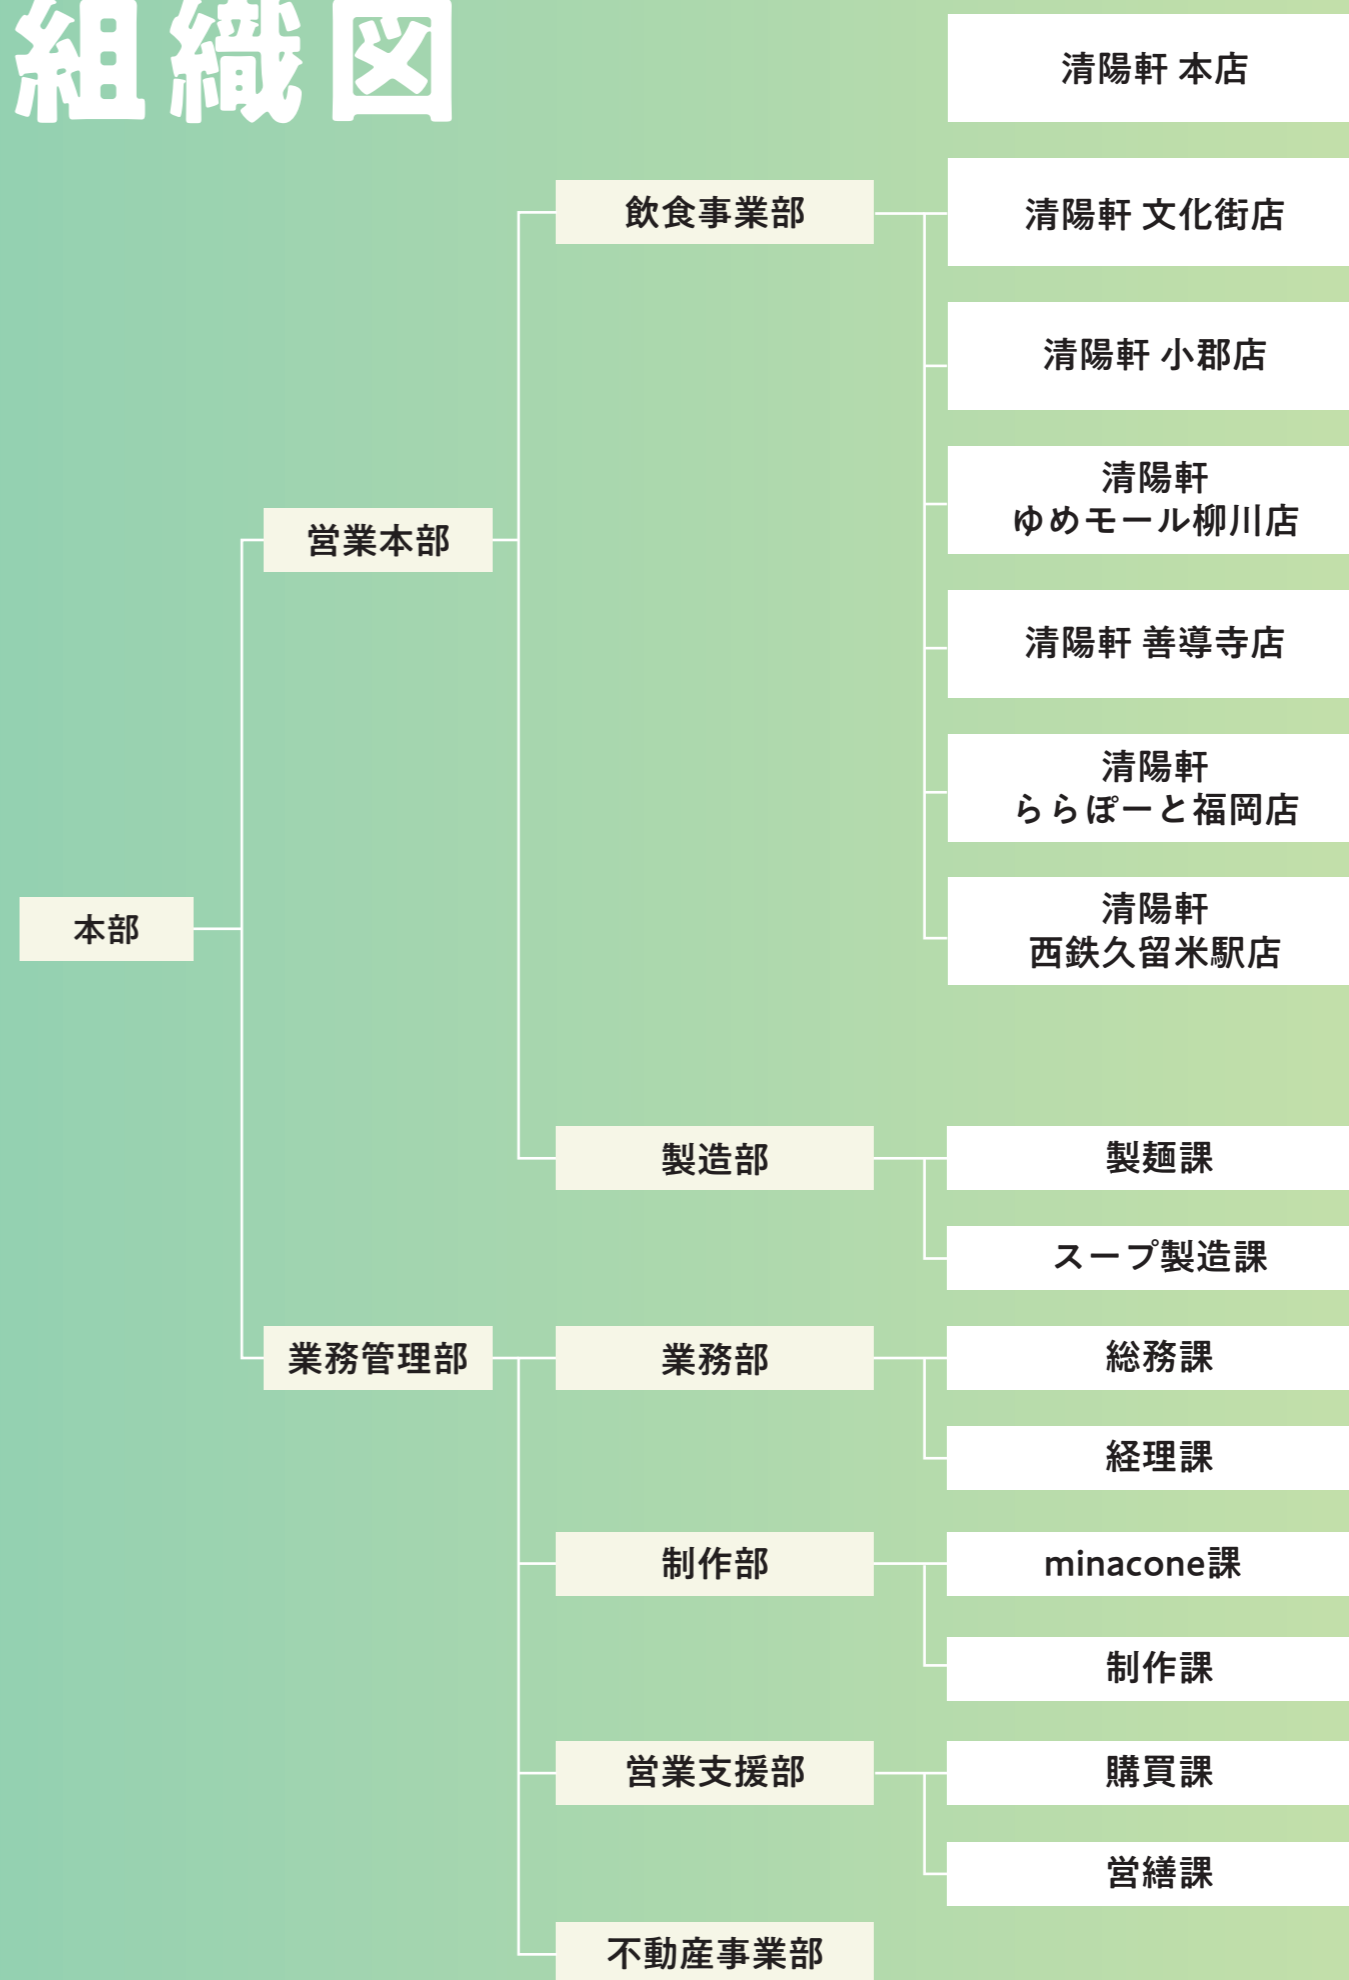 組織図
清陽軒 本店
飲食事業部
清陽軒 文化街店
清陽軒 小郡店
清陽軒
ゆめモール柳川店
営業本部
清陽軒 善導寺店
清陽軒
ららぽーと福岡店
本部
清陽軒
西鉄久留米駅店
製造部
製麺課
スープ製造課
業務管理部
業務部
総務課
経理課
制作部
minacone課
制作課
営業支援部
購買課
営繕課
不動産事業部